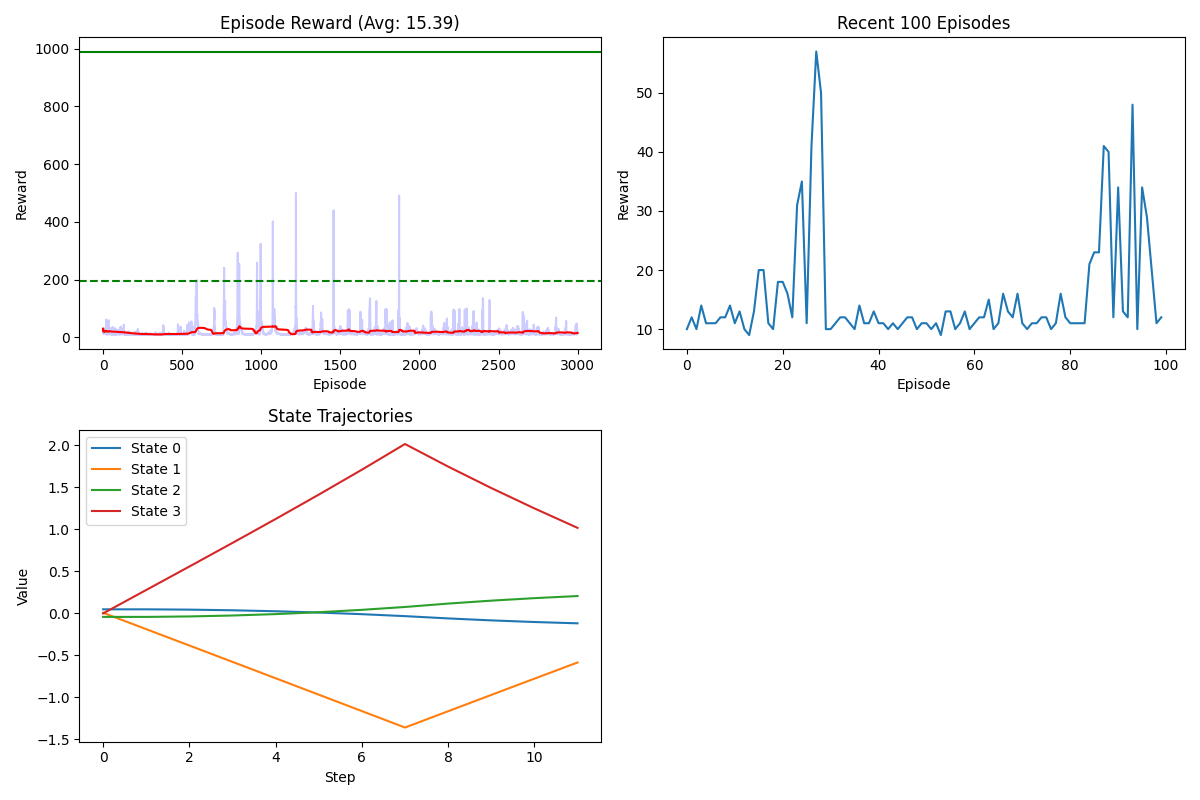 Episode Reward (Avg: 15.39)
1000
800
600
400
200
0
Reward
0
500
1000
1500
2000
2500
3000
Episode
Recent 100 Episodes
50
40
30
20
10
Reward
0
20
40
60
80
100
Episode
State Trajectories
State 0
State 1
State 2
State 3
2.0
1.5
1.0
0.5
0.0
−0.5
−1.0
−1.5
Value
0
2
4
6
8
10
Step